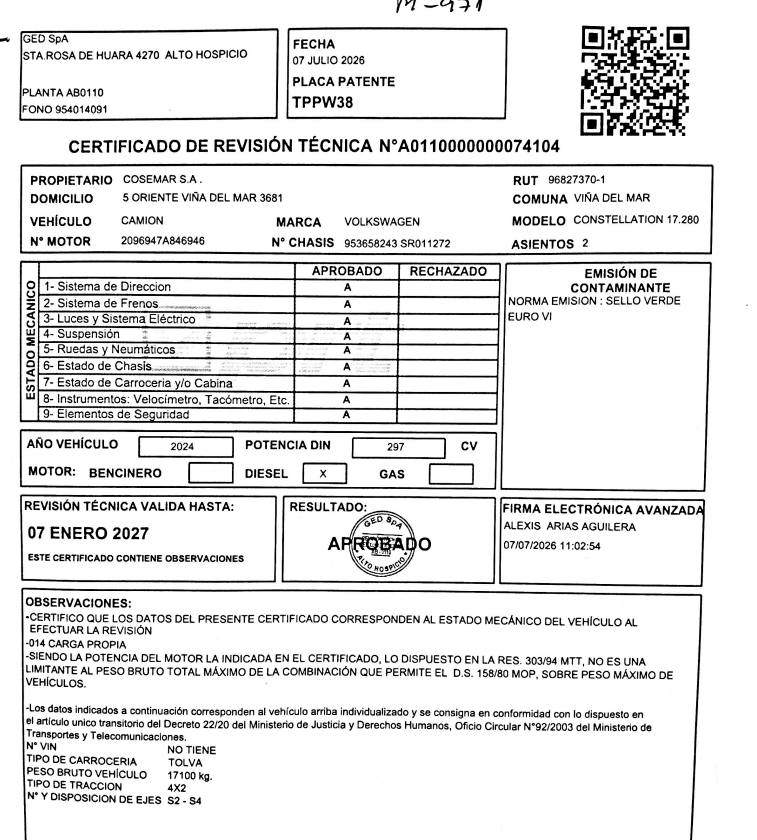 M-971
GED SpA
STA.ROSA DE HUARA 4270 ALTO HOSPICIO
PLANTA AB0110
FONO 954014091
FECHA
07 JULIO 2026
PLACA PATENTE
TPPW38
CERTIFICADO DE REVISIÓN TÉCNICA N°A0110000000074104
PROPIETARIO COSEMAR S.A. RUT 96827370-1
DOMICILIO 5 ORIENTE VIÑA DEL MAR 3681 COMUNA VIÑA DEL MAR
VEHÍCULO CAMION MARCA VOLKSWAGEN MODELO CONSTELLATION 17.280
N° MOTOR 2096947A846946 N° CHASIS 953658243 SR011272 ASIENTOS 2
ESTADO MECÁNICO
APROBADO RECHAZADO
1- Sistema de Direccion A
2- Sistema de Frenos A
3- Luces y Sistema Eléctrico A
4- Suspensión A
5- Ruedas y Neumáticos A
6- Estado de Chasis A
7- Estado de Carroceria y/o Cabina A
8- Instrumentos: Velocímetro, Tacómetro, Etc. A
9- Elementos de Seguridad A
EMISIÓN DE
CONTAMINANTE
NORMA EMISION : SELLO VERDE
EURO VI
AÑO VEHÍCULO 2024 POTENCIA DIN 297 CV
MOTOR: BENCINERO DIESEL X GAS
REVISIÓN TÉCNICA VALIDA HASTA:
07 ENERO 2027
ESTE CERTIFICADO CONTIENE OBSERVACIONES
RESULTADO:
GED SpA
APROBADO
ALTO HOSPICIO
FIRMA ELECTRÓNICA AVANZADA
ALEXIS ARIAS AGUILERA
07/07/2026 11:02:54
OBSERVACIONES:
-CERTIFICO QUE LOS DATOS DEL PRESENTE CERTIFICADO CORRESPONDEN AL ESTADO MECÁNICO DEL VEHÍCULO AL
EFECTUAR LA REVISIÓN
-014 CARGA PROPIA
-SIENDO LA POTENCIA DEL MOTOR LA INDICADA EN EL CERTIFICADO, LO DISPUESTO EN LA RES. 303/94 MTT, NO ES UNA
LIMITANTE AL PESO BRUTO TOTAL MÁXIMO DE LA COMBINACIÓN QUE PERMITE EL D.S. 158/80 MOP, SOBRE PESO MÁXIMO DE
VEHÍCULOS.
-Los datos indicados a continuación corresponden al vehículo arriba individualizado y se consigna en conformidad con lo dispuesto en
el artículo unico transitorio del Decreto 22/20 del Ministerio de Justicia y Derechos Humanos, Oficio Circular N°92/2003 del Ministerio de
Transportes y Telecomunicaciones.
N° VIN NO TIENE
TIPO DE CARROCERIA TOLVA
PESO BRUTO VEHÍCULO 17100 kg.
TIPO DE TRACCION 4X2
N° Y DISPOSICION DE EJES S2 - S4